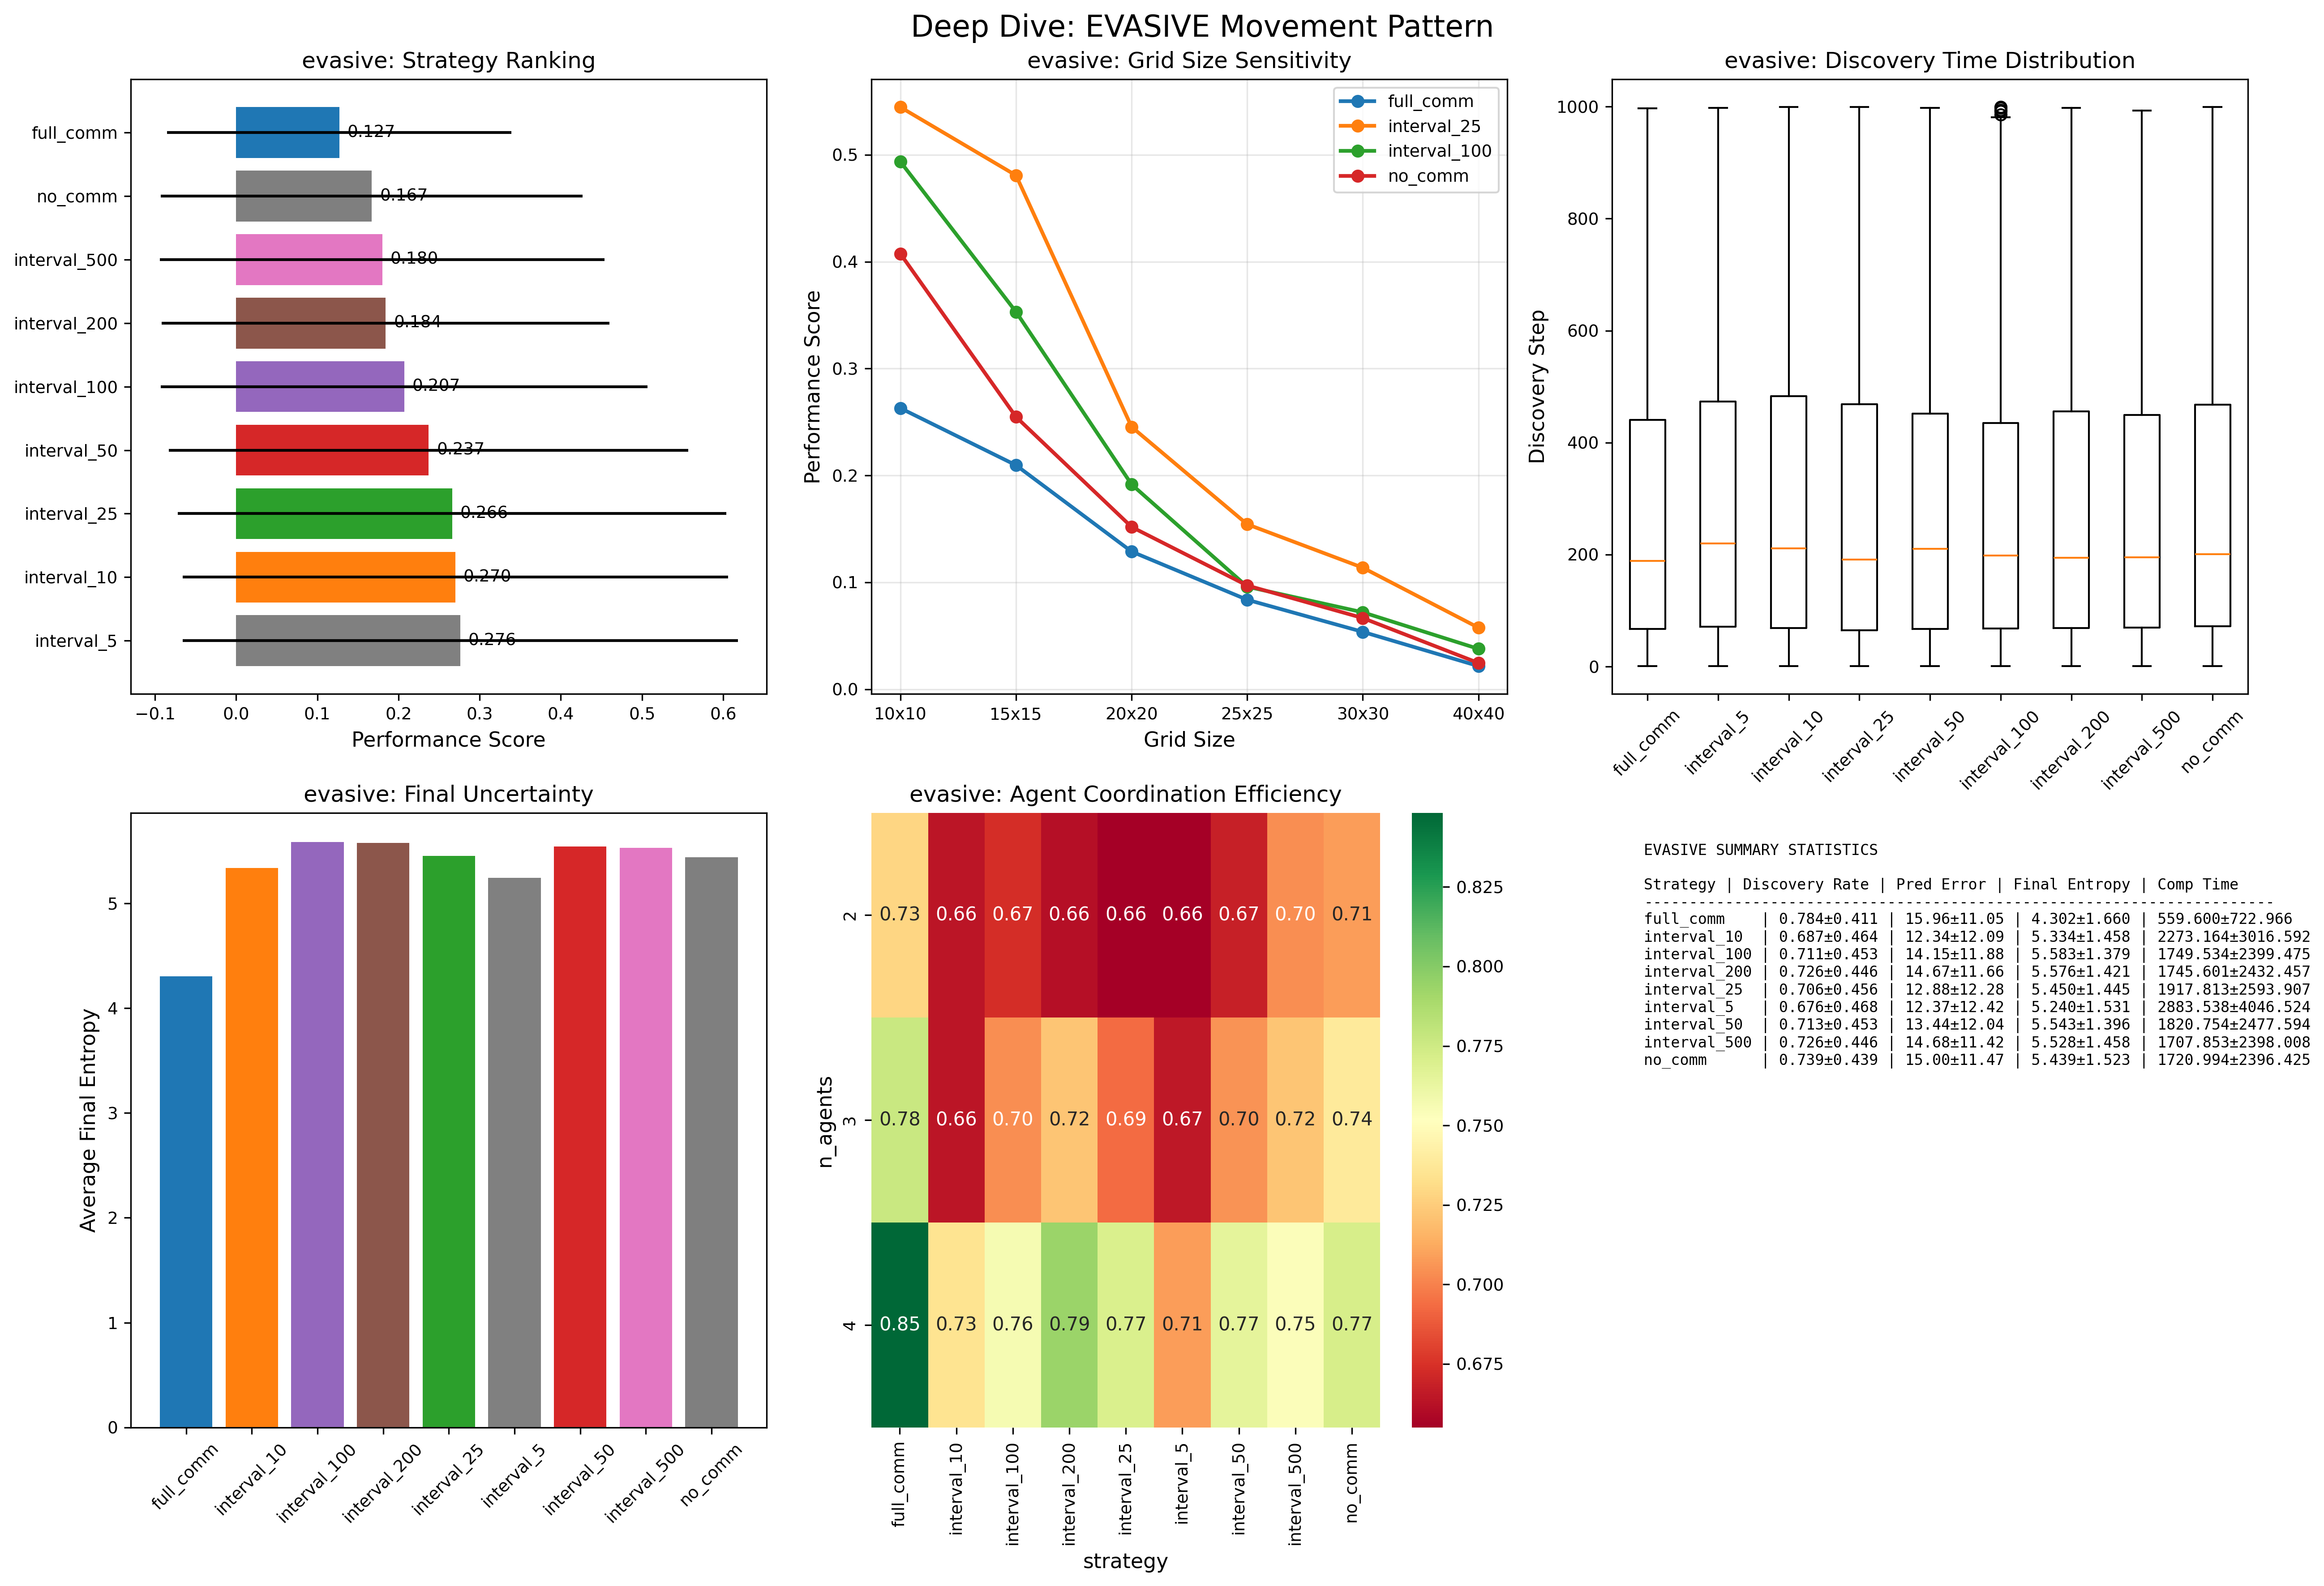 Deep Dive: EVASIVE Movement Pattern
evasive: Strategy Ranking
full_comm
no_comm
interval_500
interval_200
interval_100
interval_50
interval_25
interval_10
interval_5
0.127
0.167
0.180
0.184
0.207
0.237
0.266
0.270
0.276
−0.1 0.0 0.1 0.2 0.3 0.4 0.5 0.6
Performance Score
evasive: Grid Size Sensitivity
Performance Score
0.5
0.4
0.3
0.2
0.1
0.0
full_comm
interval_25
interval_100
no_comm
10x10 15x15 20x20 25x25 30x30 40x40
Grid Size
evasive: Discovery Time Distribution
Discovery Step
1000
800
600
400
200
0
full_comm interval_5 interval_10 interval_25 interval_50 interval_100 interval_200 interval_500 no_comm
evasive: Final Uncertainty
Average Final Entropy
5
4
3
2
1
0
full_comm interval_10 interval_100 interval_200 interval_25 interval_5 interval_50 interval_500 no_comm
evasive: Agent Coordination Efficiency
n_agents
2
3
4
0.73 0.66 0.67 0.66 0.66 0.66 0.67 0.70 0.71
0.78 0.66 0.70 0.72 0.69 0.67 0.70 0.72 0.74
0.85 0.73 0.76 0.79 0.77 0.71 0.77 0.75 0.77
full_comm interval_10 interval_100 interval_200 interval_25 interval_5 interval_50 interval_500 no_comm
strategy
0.825
0.800
0.775
0.750
0.725
0.700
0.675
EVASIVE SUMMARY STATISTICS
Strategy | Discovery Rate | Pred Error | Final Entropy | Comp Time
----------------------------------------------------------------------
full_comm    | 0.784±0.411 | 15.96±11.05 | 4.302±1.660 | 559.600±722.966
interval_10  | 0.687±0.464 | 12.34±12.09 | 5.334±1.458 | 2273.164±3016.592
interval_100 | 0.711±0.453 | 14.15±11.88 | 5.583±1.379 | 1749.534±2399.475
interval_200 | 0.726±0.446 | 14.67±11.66 | 5.576±1.421 | 1745.601±2432.457
interval_25  | 0.706±0.456 | 12.88±12.28 | 5.450±1.445 | 1917.813±2593.907
interval_5   | 0.676±0.468 | 12.37±12.42 | 5.240±1.531 | 2883.538±4046.524
interval_50  | 0.713±0.453 | 13.44±12.04 | 5.543±1.396 | 1820.754±2477.594
interval_500 | 0.726±0.446 | 14.68±11.42 | 5.528±1.458 | 1707.853±2398.008
no_comm      | 0.739±0.439 | 15.00±11.47 | 5.439±1.523 | 1720.994±2396.425